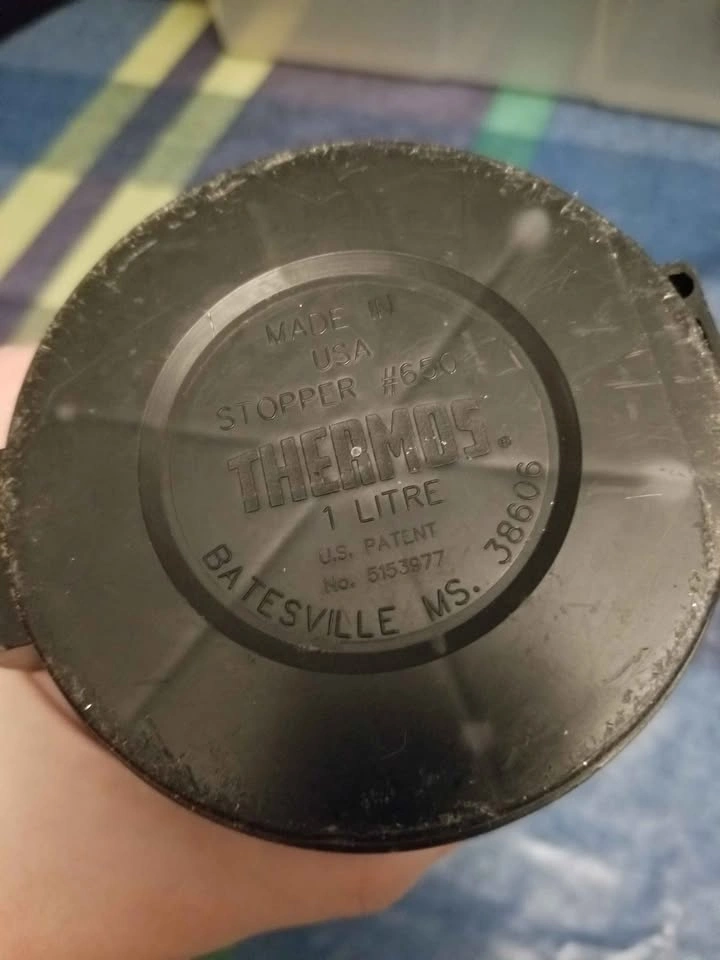 MADE IN
USA
STOPPER #650
THERMOS®
1 LITRE
U.S. PATENT
No. 5153977
BATESVILLE MS. 38606